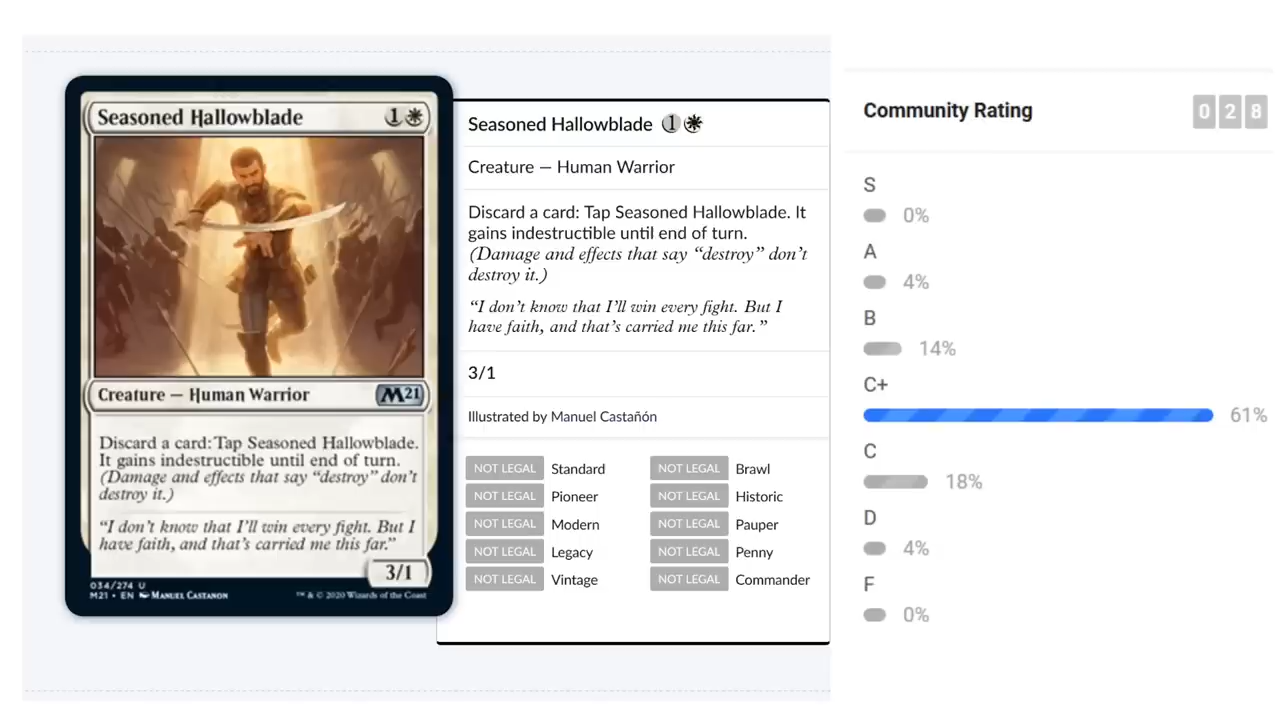 Seasoned Hallowblade 1
Discard a card: Tap Seasoned Hallowblade.
It gains indestructible until end of turn.
(Damage and effects that say “destroy” don’t
destroy it.)
“I don’t know that I’ll win every fight. But I
have faith, and that’s carried me this far.”
Creature — Human Warrior M21
3/1
034/274 U
M21 • EN MANUEL CASTAÑÓN
™ & © 2020 Wizards of the Coast
Seasoned Hallowblade 1
Creature — Human Warrior
Discard a card: Tap Seasoned Hallowblade. It
gains indestructible until end of turn.
(Damage and effects that say “destroy” don’t
destroy it.)
“I don’t know that I’ll win every fight. But I
have faith, and that’s carried me this far.”
3/1
Illustrated by Manuel Castañón
NOT LEGAL Standard NOT LEGAL Brawl
NOT LEGAL Pioneer NOT LEGAL Historic
NOT LEGAL Modern NOT LEGAL Pauper
NOT LEGAL Legacy NOT LEGAL Penny
NOT LEGAL Vintage NOT LEGAL Commander
Community Rating 0 2 8
S
0%
A
4%
B
14%
C+
61%
C
18%
D
4%
F
0%